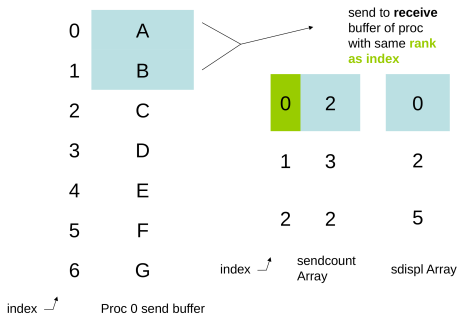 send to receive
buffer of proc
with same rank
as index
0 A
1 B
2 C
3 D
4 E
5 F
6 G
0 2 0
1 3 2
2 2 5
index
sendcount
Array
sdispl Array
index
Proc 0 send buffer